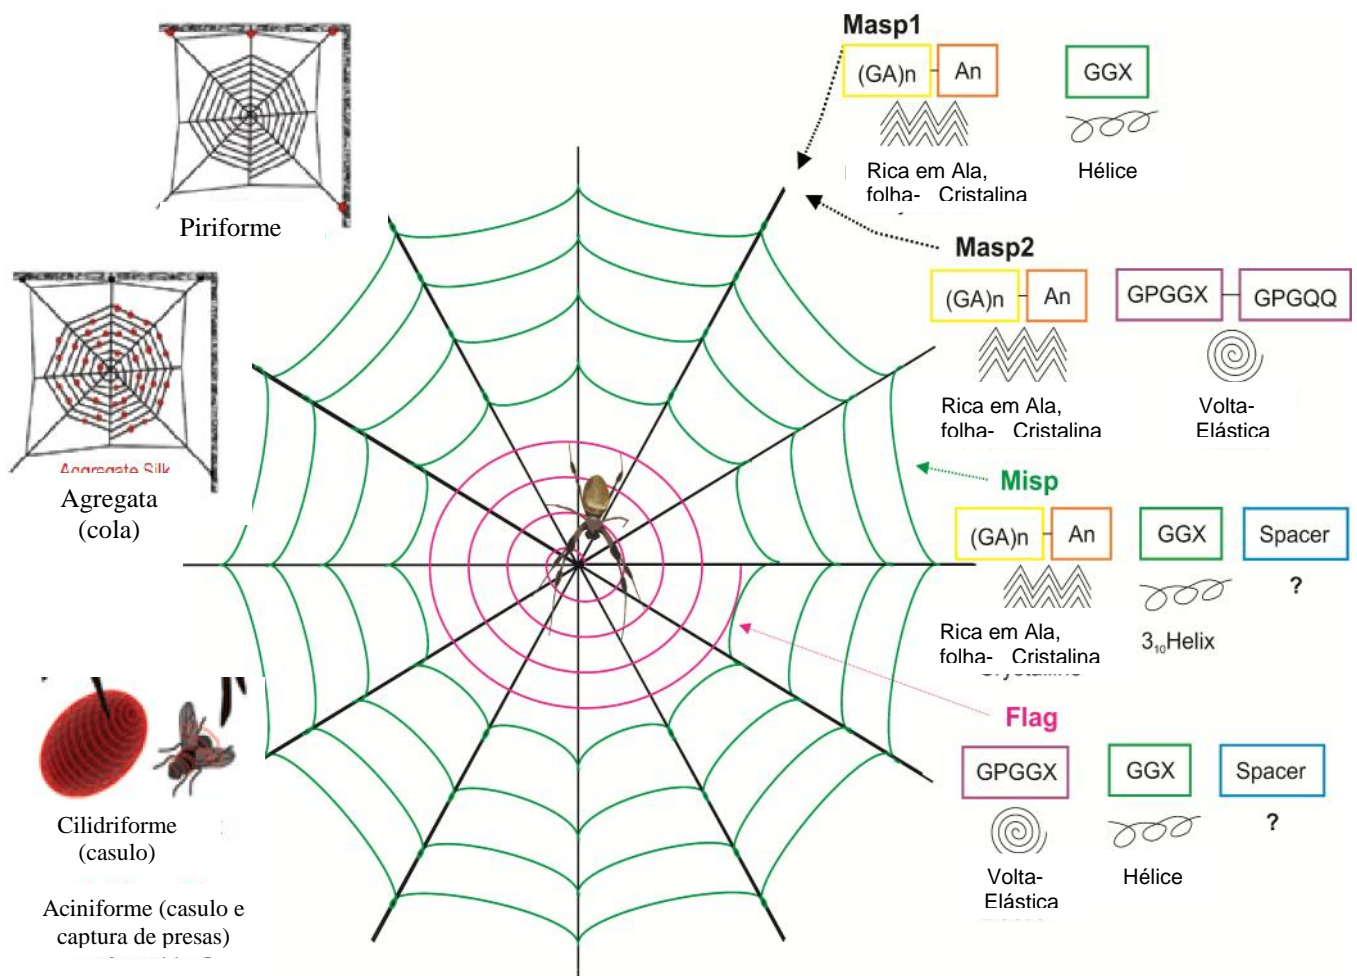 Piriforme
Aggregate Silk
Agregata
(cola)
Cilidriforme
(casulo)
Aciniforme (casulo e
captura de presas)
Masp1
(GA)n An GGX
Rica em Ala,
folha- Cristalina
Hélice
Masp2
(GA)n An GPGGX GPGQQ
Rica em Ala,
folha- Cristalina
Volta-
Elástica
Misp
(GA)n An GGX Spacer
?
Rica em Ala,
folha- Cristalina
3₁₀Helix
Flag
GPGGX GGX Spacer
?
Volta-
Elástica
Hélice